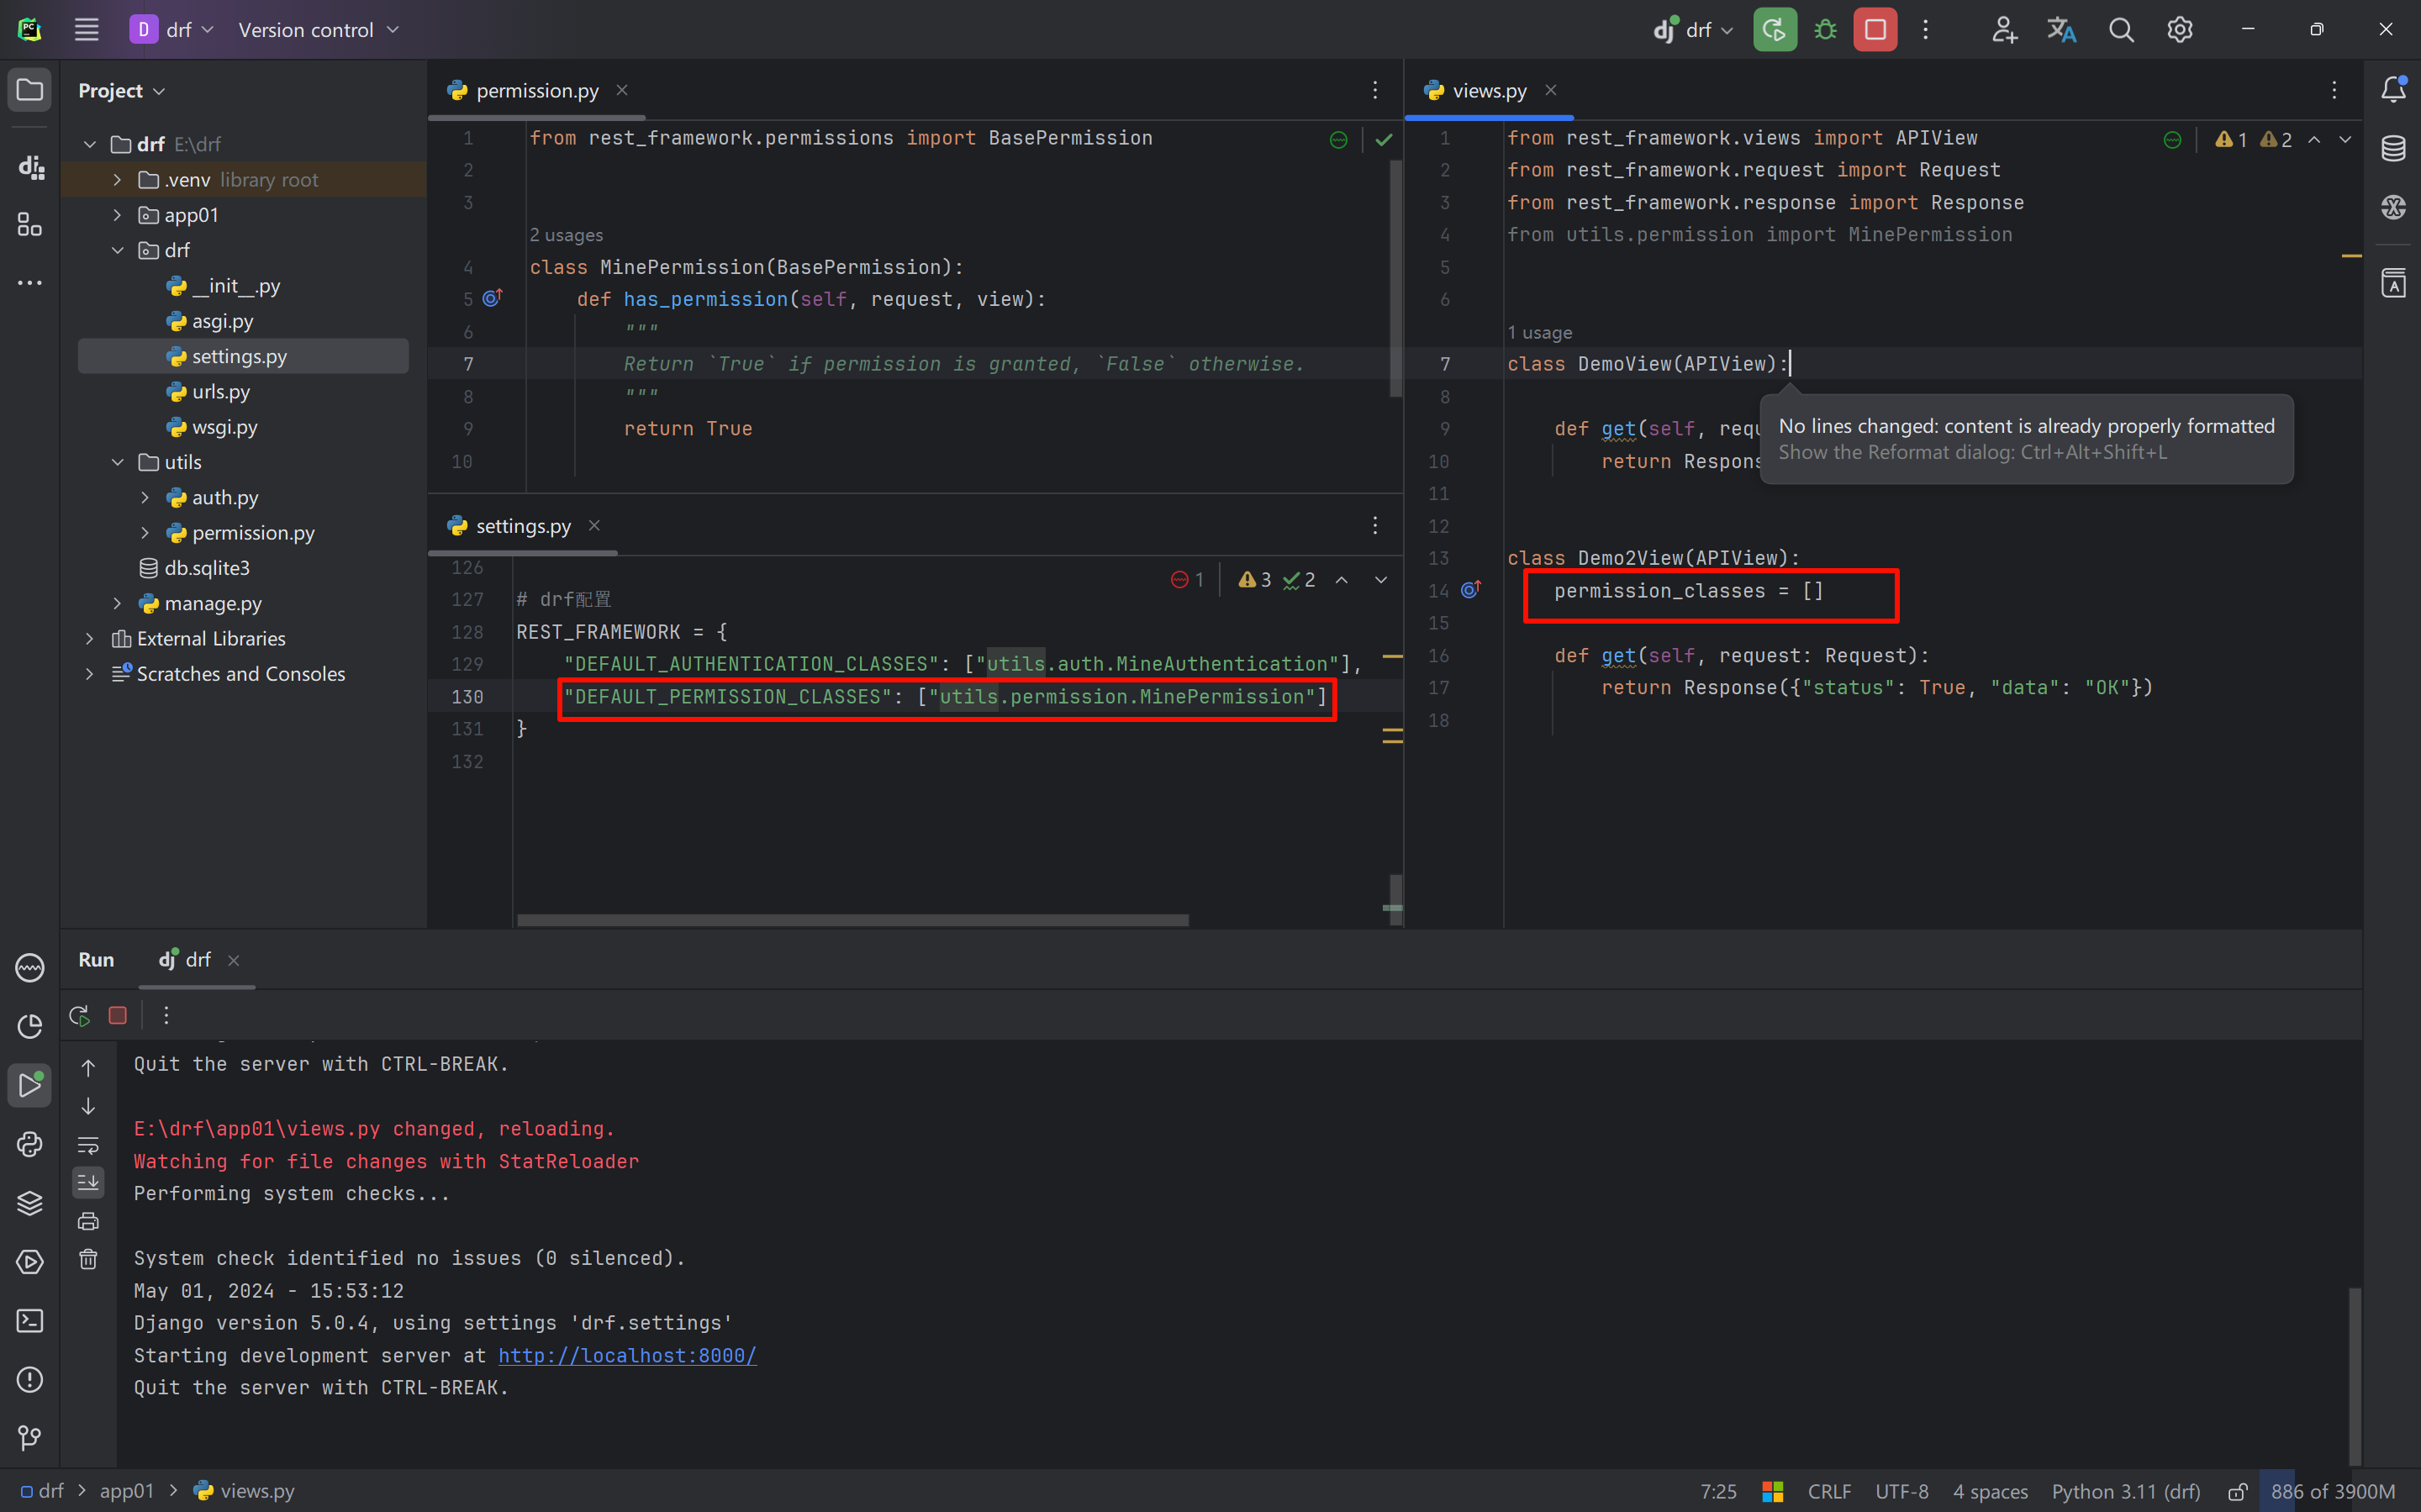 D drf Version control
drf
Project
drf E:\drf
.venv library root
app01
drf
__init__.py
asgi.py
settings.py
urls.py
wsgi.py
utils
auth.py
permission.py
db.sqlite3
manage.py
External Libraries
Scratches and Consoles
permission.py
1 from rest_framework.permissions import BasePermission
2
3
2 usages
4 class MinePermission(BasePermission):
5 def has_permission(self, request, view):
6 """
7 Return `True` if permission is granted, `False` otherwise.
8 """
9 return True
10
settings.py
1 3 2
126
127 # drf配置
128 REST_FRAMEWORK = {
129 "DEFAULT_AUTHENTICATION_CLASSES": ["utils.auth.MineAuthentication"],
130 "DEFAULT_PERMISSION_CLASSES": ["utils.permission.MinePermission"]
131 }
132
views.py
1 2
1 from rest_framework.views import APIView
2 from rest_framework.request import Request
3 from rest_framework.response import Response
4 from utils.permission import MinePermission
5
6
1 usage
7 class DemoView(APIView):
8
No lines changed: content is already properly formatted
Show the Reformat dialog: Ctrl+Alt+Shift+L
9 def get(self, requ
10 return Respons
11
12
13 class Demo2View(APIView):
14 permission_classes = []
15
16 def get(self, request: Request):
17 return Response({"status": True, "data": "OK"})
18
Run drf
Quit the server with CTRL-BREAK.
E:\drf\app01\views.py changed, reloading.
Watching for file changes with StatReloader
Performing system checks...
System check identified no issues (0 silenced).
May 01, 2024 - 15:53:12
Django version 5.0.4, using settings 'drf.settings'
Starting development server at http://localhost:8000/
Quit the server with CTRL-BREAK.
drf > app01 > views.py
7:25 CRLF UTF-8 4 spaces Python 3.11 (drf) 886 of 3900M